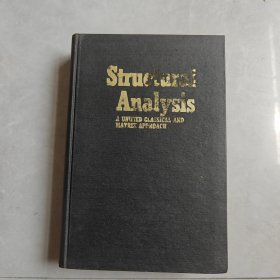 Structural
Analysis
A UNIFIED CLASSICAL AND
MATRIX APPROACH